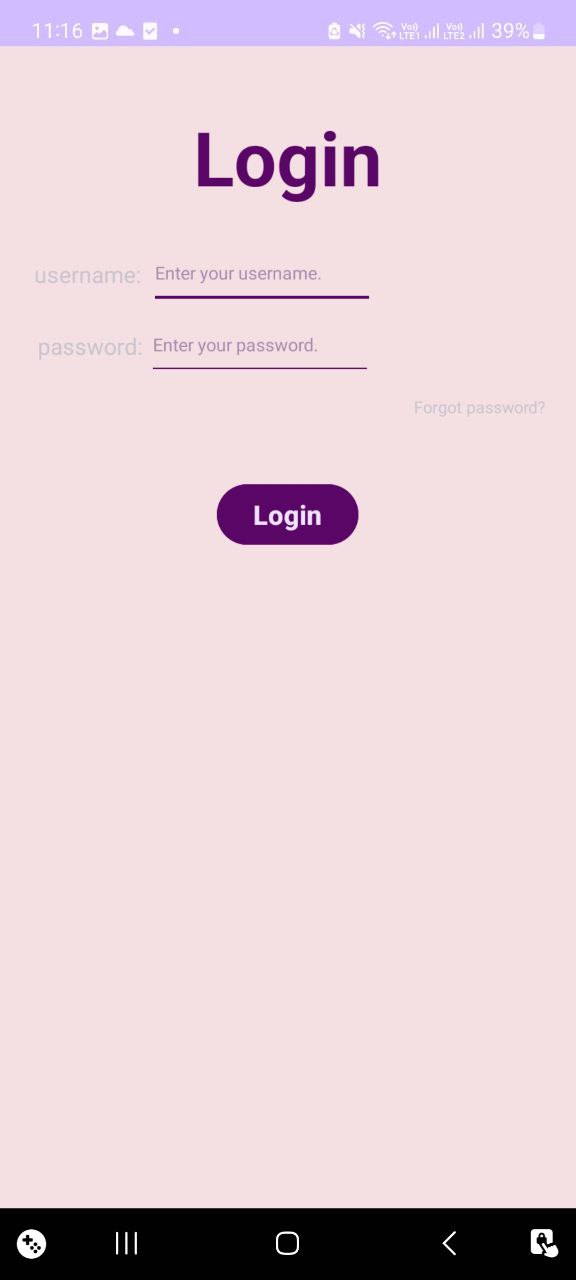 11:16 Vo)) LTE1 Vo)) LTE2 39%
Login
username: Enter your username.
password: Enter your password.
Forgot password?
Login